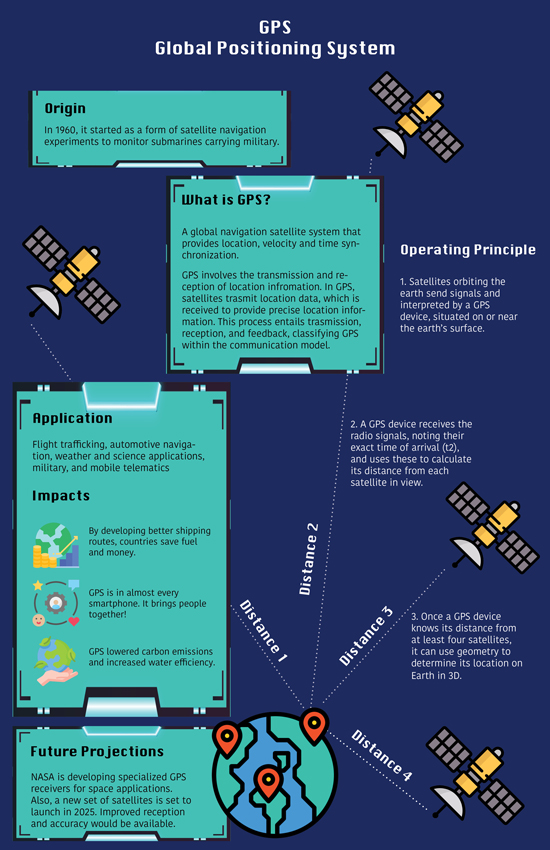 GPS
Global Positioning System
Origin
In 1960, it started as a form of satellite navigation
experiments to monitor submarines carrying military.
What is GPS?
A global navigation satellite system that
provides location, velocity and time syn-
chronization.
GPS involves the transmission and re-
ception of location infromation. In GPS,
satellites trasmit location data, which is
received to provide precise location infor-
mation. This process entails trasmission,
reception, and feedback, classifying GPS
within the communication model.
Operating Principle
1. Satellites orbiting the
earth send signals and
interpreted by a GPS
device, situated on or near
the earth's surface.
2. A GPS device receives the
radio signals, noting their
exact time of arrival (t2),
and uses these to calculate
its distance from each
satellite in view.
3. Once a GPS device
knows its distance from
at least four satellites,
it can use geometry to
determine its location on
Earth in 3D.
Application
Flight trafficking, automotive naviga-
tion, weather and science applications,
military, and mobile telematics
Impacts
By developing better shipping
routes, countries save fuel
and money.
GPS is in almost every
smartphone. It brings people
together!
GPS lowered carbon emissions
and increased water efficiency.
Distance 1
Distance 2
Distance 3
Distance 4
Future Projections
NASA is developing specialized GPS
receivers for space applications.
Also, a new set of satellites is set to
launch in 2025. Improved reception
and accuracy would be available.